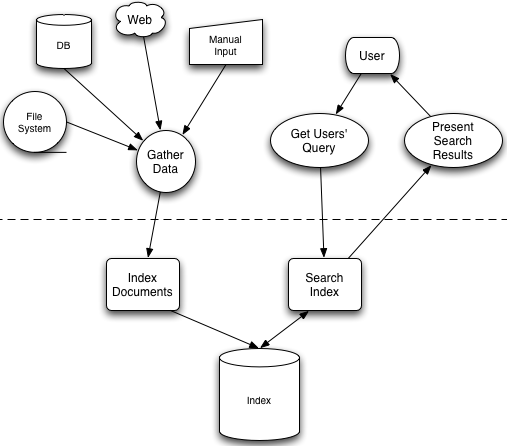 Web
DB
Manual
Input
User
File
System
Gather
Data
Get Users'
Query
Present
Search
Results
Index
Documents
Search
Index
Index